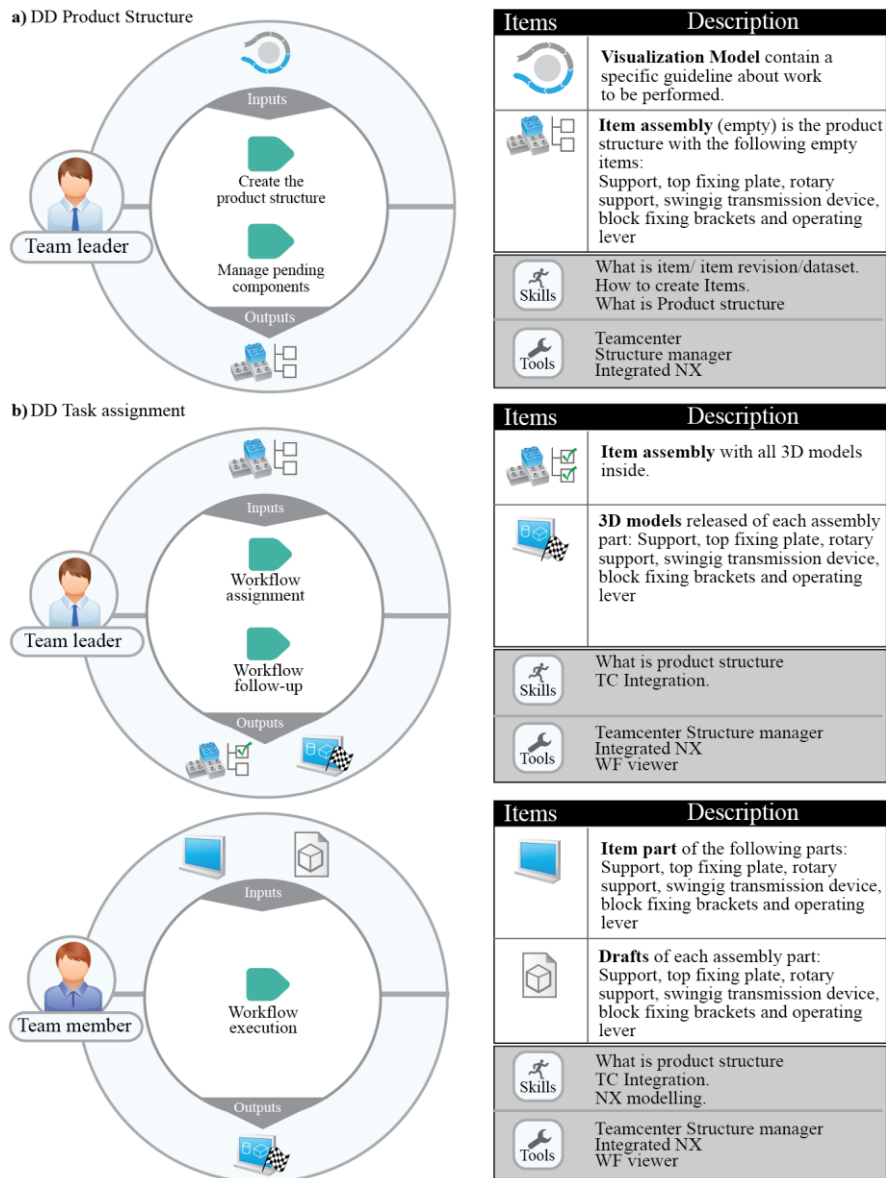 a) DD Product Structure
Inputs
Create the
product structure
Manage pending
components
Outputs
Team leader
Items Description
Visualization Model contain a
specific guideline about work
to be performed.
Item assembly (empty) is the product
structure with the following empty
items:
Support, top fixing plate, rotary
support, swingig transmission device,
block fixing brackets and operating
lever
Skills
What is item/ item revision/dataset.
How to create Items.
What is Product structure
Tools
Teamcenter
Structure manager
Integrated NX
b) DD Task assignment
Inputs
Workflow
assignment
Workflow
follow-up
Outputs
Team leader
Items Description
Item assembly with all 3D models
inside.
3D models released of each assembly
part: Support, top fixing plate, rotary
support, swingig transmission device,
block fixing brackets and operating
lever
Skills
What is product structure
TC Integration.
Tools
Teamcenter Structure manager
Integrated NX
WF viewer
Inputs
Workflow
execution
Outputs
Team member
Items Description
Item part of the following parts:
Support, top fixing plate, rotary
support, swingig transmission device,
block fixing brackets and operating
lever
Drafts of each assembly part:
Support, top fixing plate, rotary
support, swingig transmission device,
block fixing brackets and operating
lever
Skills
What is product structure
TC Integration.
NX modelling.
Tools
Teamcenter Structure manager
Integrated NX
WF viewer